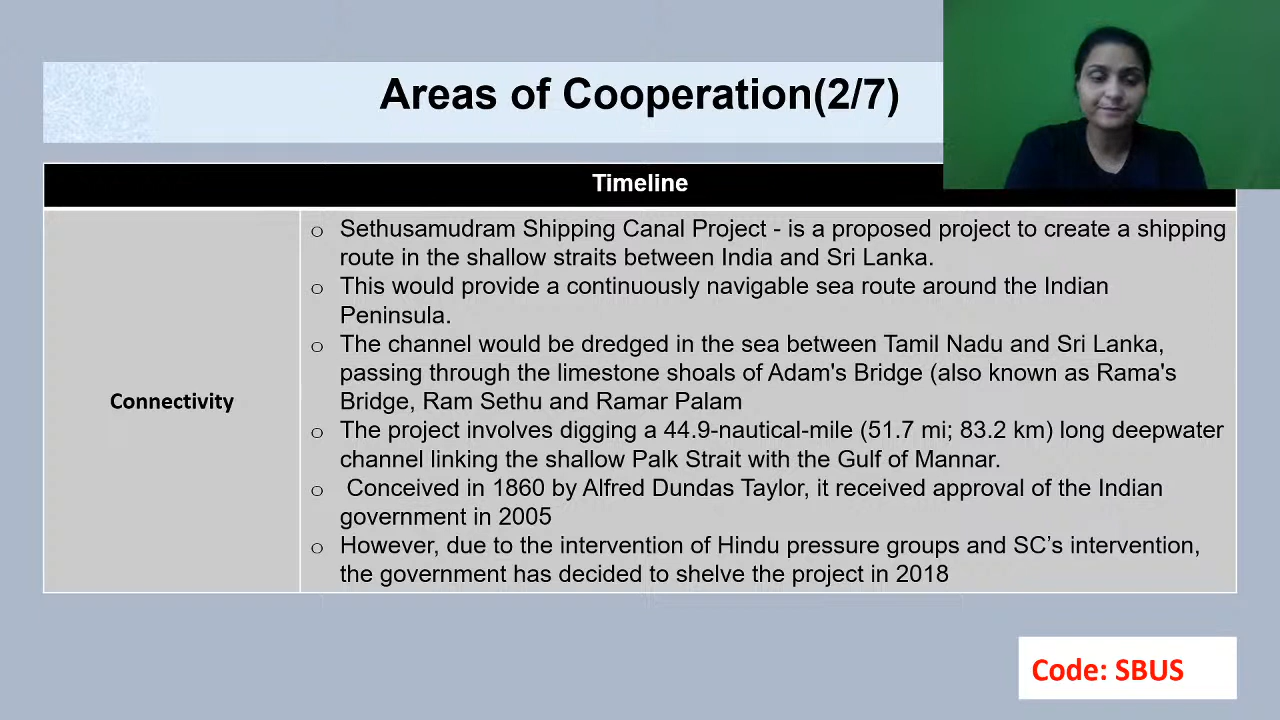 Areas of Cooperation(2/7)
Timeline
Connectivity
o Sethusamudram Shipping Canal Project - is a proposed project to create a shipping
route in the shallow straits between India and Sri Lanka.
o This would provide a continuously navigable sea route around the Indian
Peninsula.
o The channel would be dredged in the sea between Tamil Nadu and Sri Lanka,
passing through the limestone shoals of Adam's Bridge (also known as Rama's
Bridge, Ram Sethu and Ramar Palam
o The project involves digging a 44.9-nautical-mile (51.7 mi; 83.2 km) long deepwater
channel linking the shallow Palk Strait with the Gulf of Mannar.
o Conceived in 1860 by Alfred Dundas Taylor, it received approval of the Indian
government in 2005
o However, due to the intervention of Hindu pressure groups and SC’s intervention,
the government has decided to shelve the project in 2018
Code: SBUS